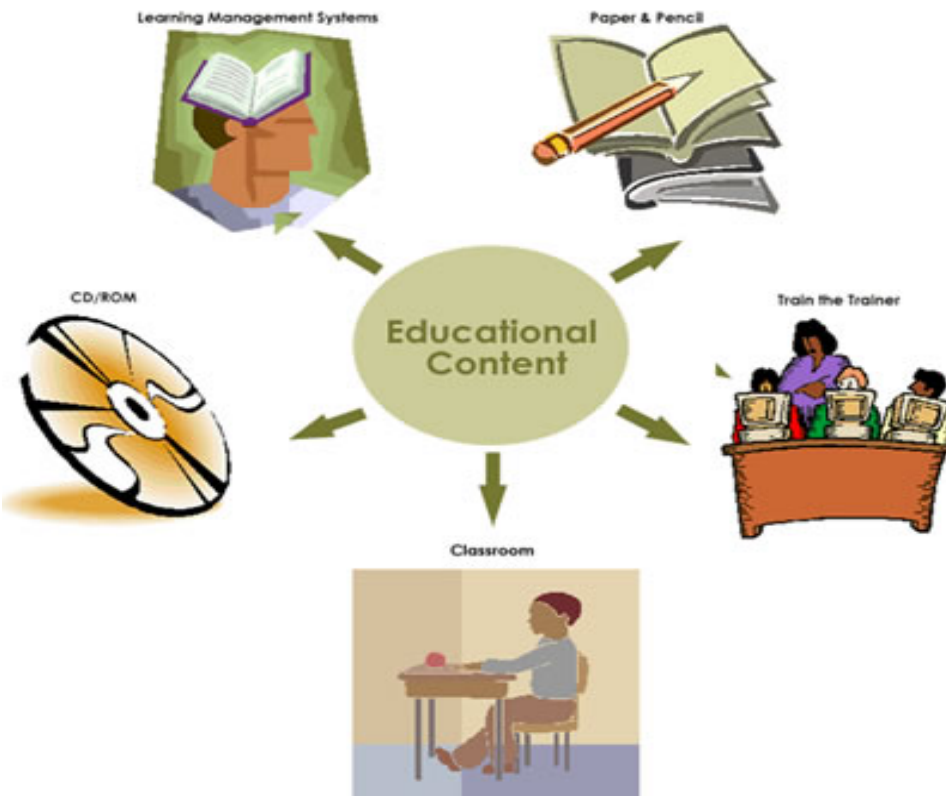 Learning Management Systems
Paper & Pencil
CD/ROM
Train the Trainer
Educational
Content
Classroom